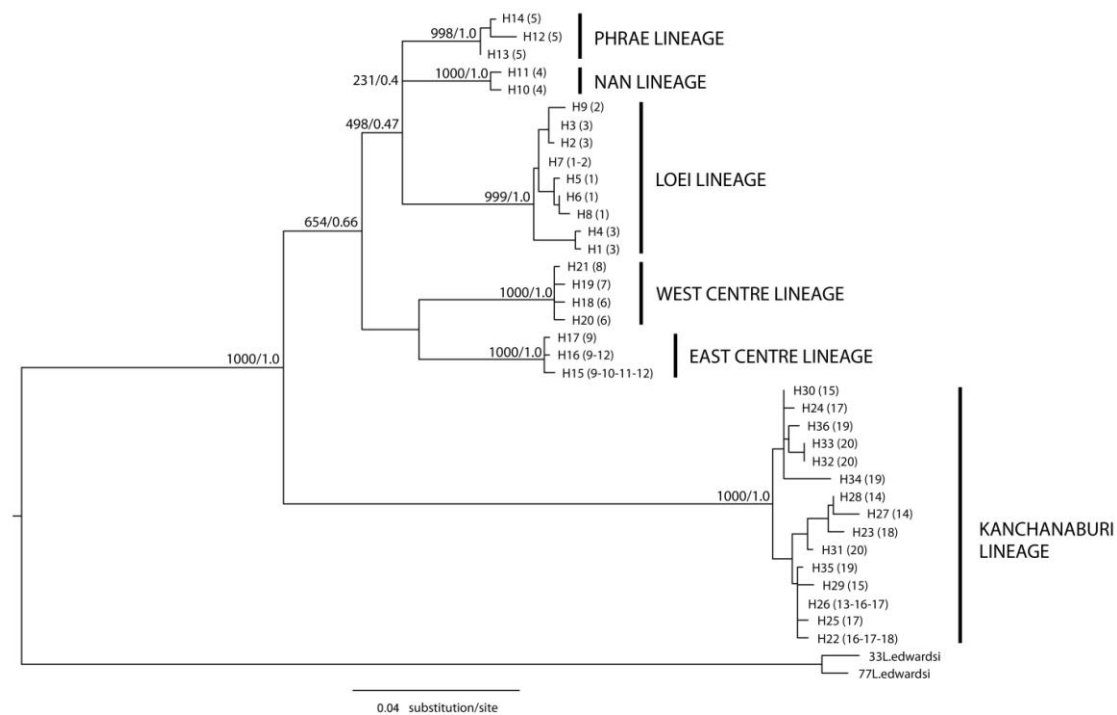 H14 (5)
998/1.0
H12 (5)
PHRAE LINEAGE
H13 (5)
231/0.4
1000/1.0
H11 (4)
NAN LINEAGE
H10 (4)
498/0.47
H9 (2)
H3 (3)
H2 (3)
H7 (1-2)
LOEI LINEAGE
H5 (1)
999/1.0
H6 (1)
H8 (1)
654/0.66
H4 (3)
H1 (3)
H21 (8)
1000/1.0
H19 (7)
WEST CENTRE LINEAGE
H18 (6)
H20 (6)
H17 (9)
1000/1.0
H16 (9-12)
EAST CENTRE LINEAGE
H15 (9-10-11-12)
1000/1.0
H30 (15)
H24 (17)
H36 (19)
H33 (20)
H32 (20)
H34 (19)
1000/1.0
H28 (14)
H27 (14)
H23 (18)
KANCHANABURI
LINEAGE
H31 (20)
H35 (19)
H29 (15)
H26 (13-16-17)
H25 (17)
H22 (16-17-18)
33L.edwardsi
77L.edwardsi
0.04 substitution/site